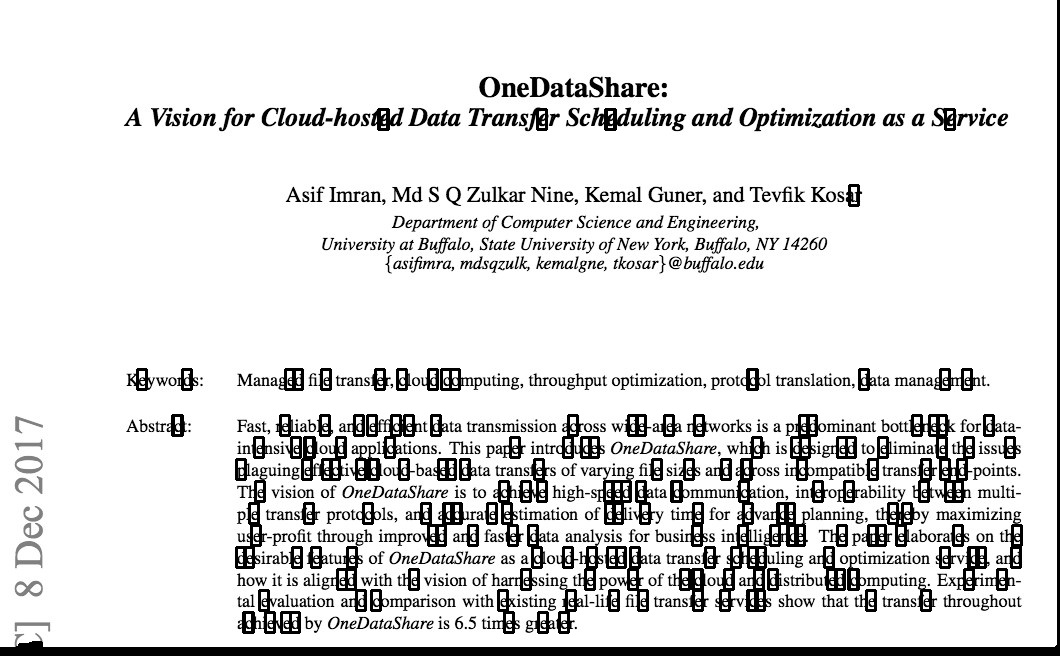 OneDataShare:
A Vision for Cloud-hosted Data Transfer Scheduling and Optimization as a Service
Asif Imran, Md S Q Zulkar Nine, Kemal Guner, and Tevfik Kosar
Department of Computer Science and Engineering,
University at Buffalo, State University of New York, Buffalo, NY 14260
{asifimra, mdsqzulk, kemalgne, tkosar}@buffalo.edu
Keywords: Managed file transfer, cloud computing, throughput optimization, protocol translation, data management.
Abstract: Fast, reliable, and efficient data transmission across wide-area networks is a predominant bottleneck for data-
intensive cloud applications. This paper introduces OneDataShare, which is designed to eliminate the issues
plaguing effective cloud-based data transfers of varying file sizes and across incompatible transfer end-points.
The vision of OneDataShare is to achieve high-speed data communication, interoperability between multi-
ple transfer protocols, and accurate estimation of delivery time for advance planning, thereby maximizing
user-profit through improved and faster data analysis for business intelligence. The paper elaborates on the
desirable features of OneDataShare as a cloud-hosted data transfer scheduling and optimization service, and
how it is aligned with the vision of harnessing the power of the cloud and distributed computing. Experimen-
tal evaluation and comparison with existing real-life file transfer services show that the transfer throughout
achieved by OneDataShare is 6.5 times greater.
C] 8 Dec 2017